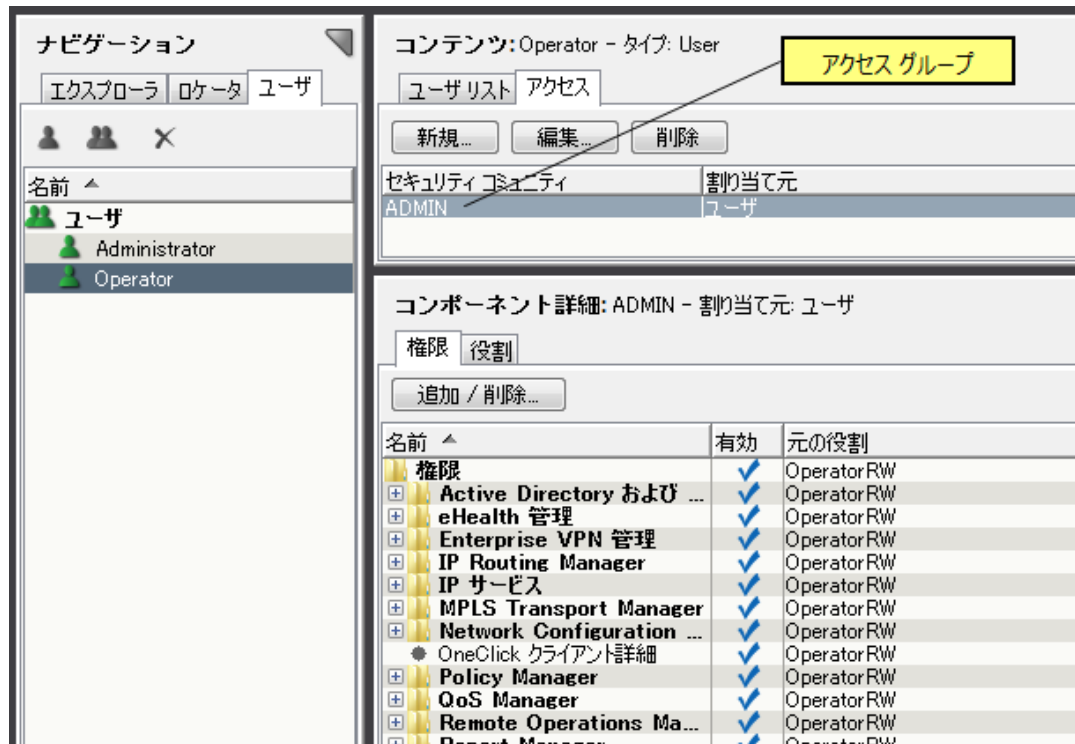 ナビゲーション
エクスプローラ ロケータ ユーザ
名前
ユーザ
Administrator
Operator
コンテンツ: Operator - タイプ: User
アクセス グループ
ユーザ リスト アクセス
新規... 編集... 削除
セキュリティ コミュニティ 割り当て元
ADMIN ユーザ
コンポーネント詳細: ADMIN - 割り当て元: ユーザ
権限 役割
追加 / 削除...
名前 有効 元の役割
権限 OperatorRW
Active Directory および ... OperatorRW
eHealth 管理 OperatorRW
Enterprise VPN 管理 OperatorRW
IP Routing Manager OperatorRW
IP サービス OperatorRW
MPLS Transport Manager OperatorRW
Network Configuration ... OperatorRW
OneClick クライアント詳細 OperatorRW
Policy Manager OperatorRW
QoS Manager OperatorRW
Remote Operations Ma... OperatorRW
Report Manager OperatorRW